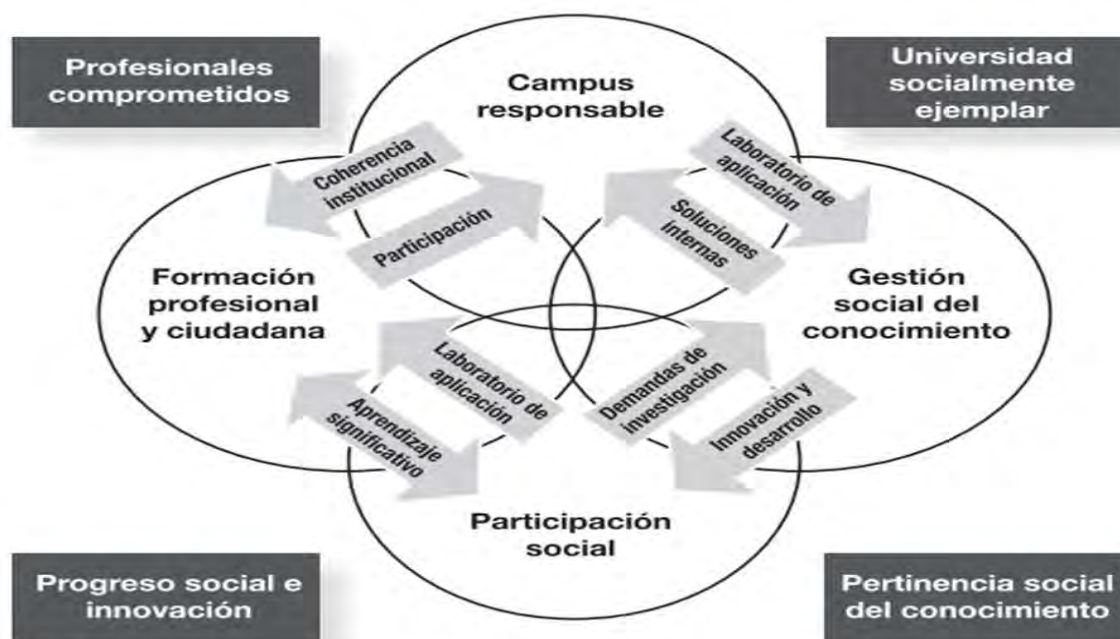 Profesionales
comprometidos
Campus
responsable
Universidad
socialmente
ejemplar
Coherencia
institucional
Participación
Laboratorio de
aplicación
Soluciones
internas
Formación
profesional
y ciudadana
Gestión
social del
conocimiento
Laboratorio de
aplicación
Aprendizaje
significativo
Demandas de
investigación
Innovación y
desarrollo
Participación
social
Progreso social e
innovación
Pertinencia social
del conocimiento